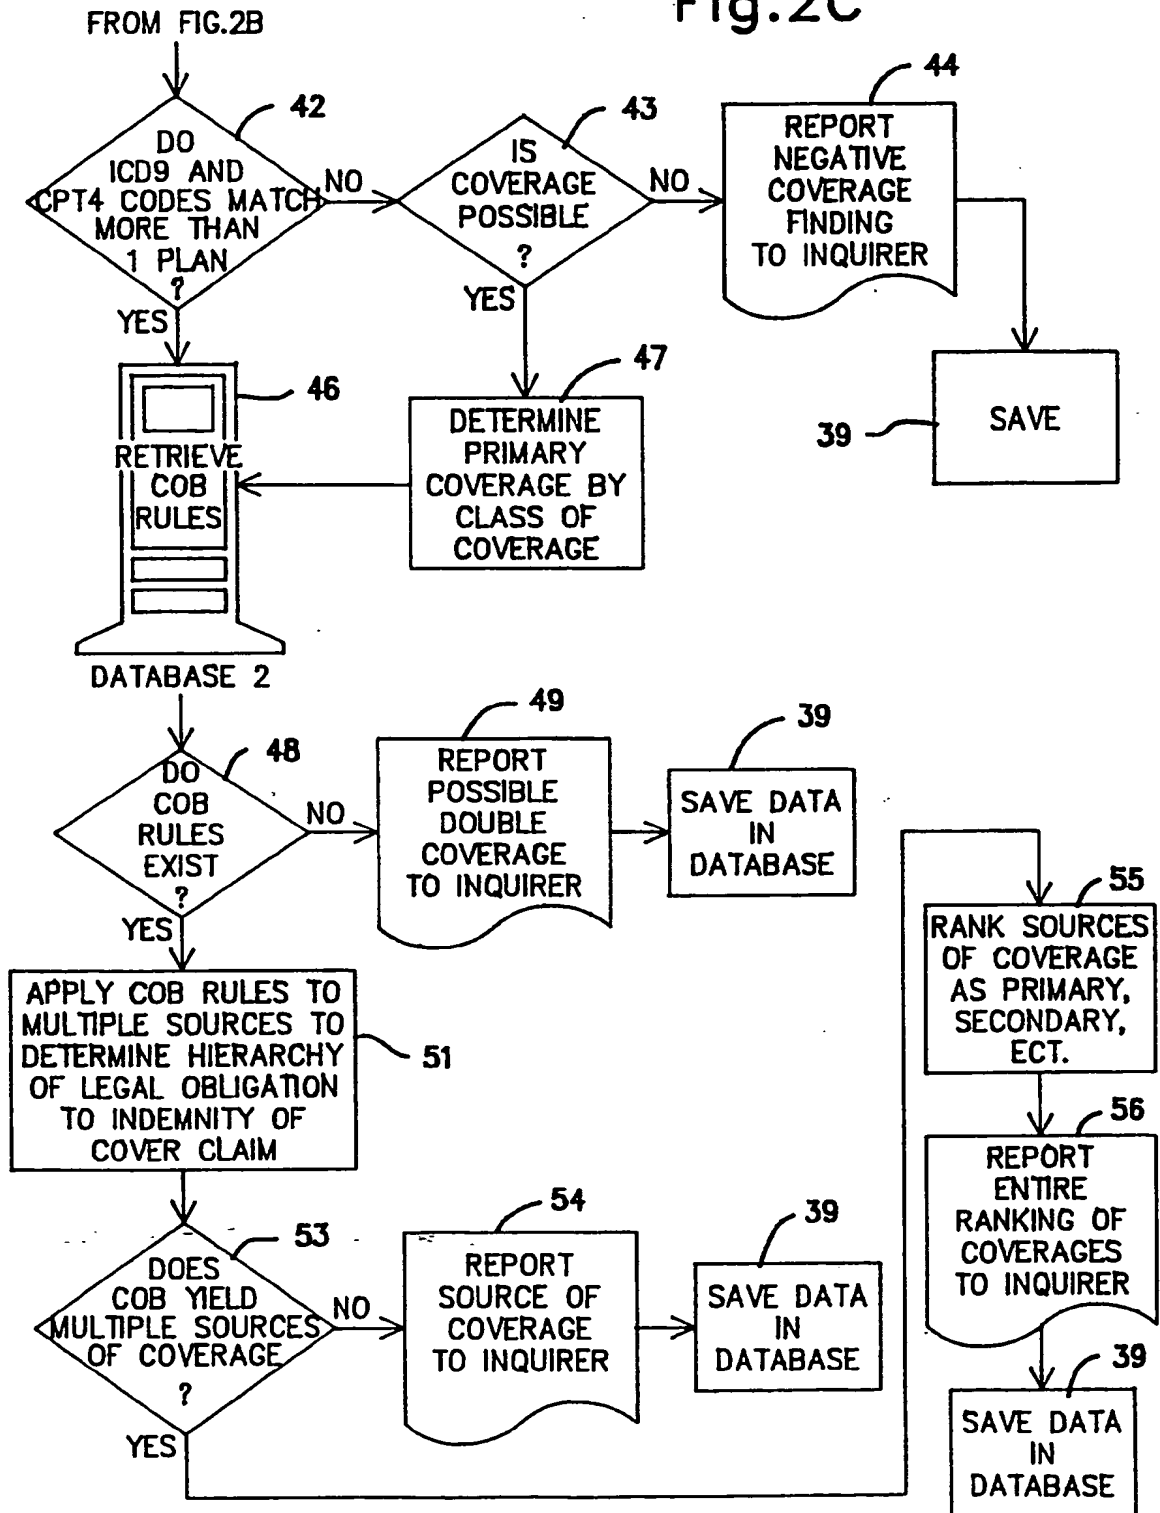 Fig.2C
FROM FIG.2B
42
DO
ICD9 AND
CPT4 CODES MATCH
MORE THAN
1 PLAN
?
NO
YES
43
IS
COVERAGE
POSSIBLE
?
NO
YES
44
REPORT
NEGATIVE
COVERAGE
FINDING
TO INQUIRER
39
SAVE
46
RETRIEVE
COB
RULES
DATABASE 2
47
DETERMINE
PRIMARY
COVERAGE BY
CLASS OF
COVERAGE
48
DO
COB
RULES
EXIST
?
NO
YES
49
REPORT
POSSIBLE
DOUBLE
COVERAGE
TO INQUIRER
39
SAVE DATA
IN
DATABASE
51
APPLY COB RULES TO
MULTIPLE SOURCES TO
DETERMINE HIERARCHY
OF LEGAL OBLIGATION
TO INDEMNITY OF
COVER CLAIM
53
DOES
COB YIELD
MULTIPLE SOURCES
OF COVERAGE
?
NO
YES
54
REPORT
SOURCE OF
COVERAGE
TO INQUIRER
39
SAVE DATA
IN
DATABASE
55
RANK SOURCES
OF COVERAGE
AS PRIMARY,
SECONDARY,
ECT.
56
REPORT
ENTIRE
RANKING OF
COVERAGES
TO INQUIRER
39
SAVE DATA
IN
DATABASE